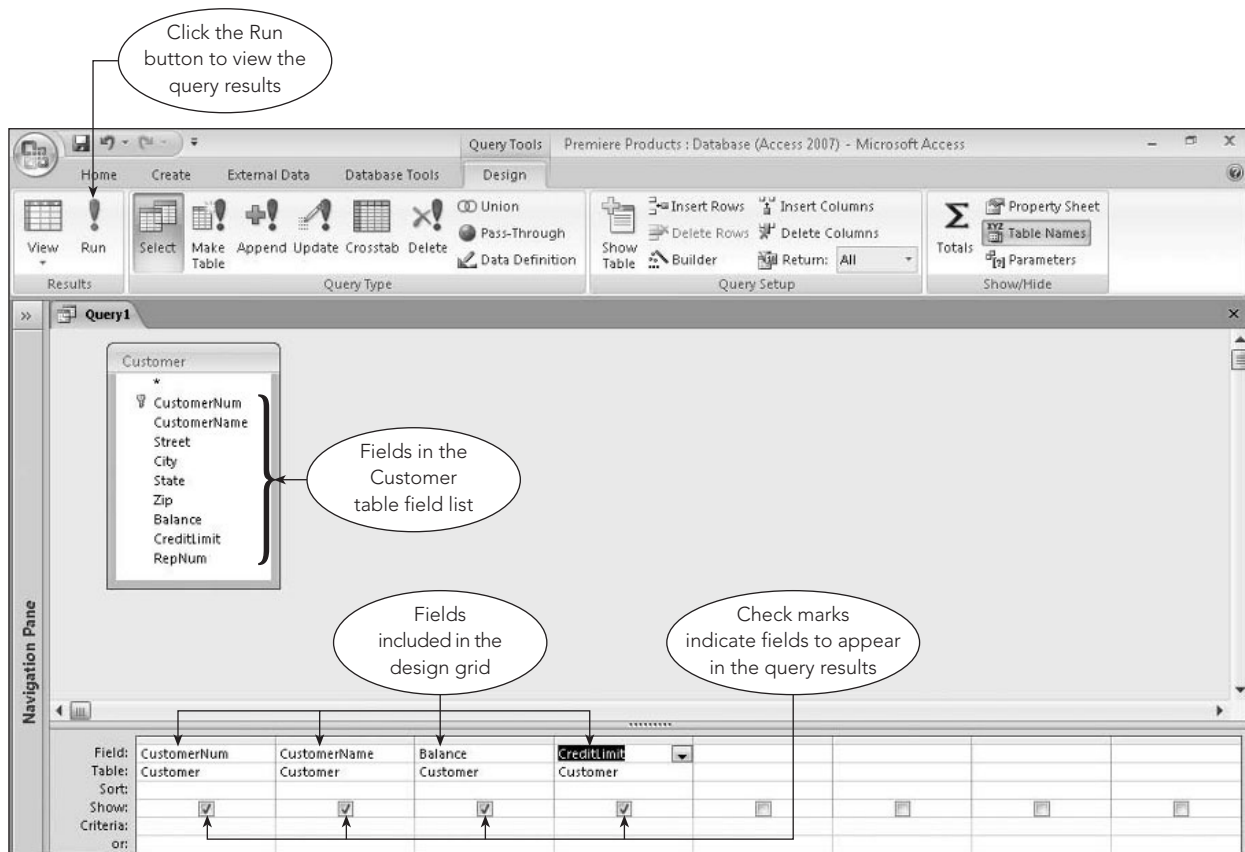 Click the Run
button to view the
query results
Query Tools
Premiere Products : Database (Access 2007) - Microsoft Access
Home
Create
External Data
Database Tools
Design
View
Run
Select
Make
Table
Append
Update
Crosstab
Delete
Union
Pass-Through
Data Definition
Show
Table
Insert Rows
Delete Rows
Builder
Insert Columns
Delete Columns
Return: All
Σ
Totals
Property Sheet
XYZ
Table Names
[?] Parameters
Results
Query Type
Query Setup
Show/Hide
»
Query1
x
Customer
*
CustomerNum
CustomerName
Street
City
State
Zip
Balance
CreditLimit
RepNum
Fields in the
Customer
table field list
Navigation Pane
Fields
included in the
design grid
Check marks
indicate fields to appear
in the query results
Field: CustomerNum CustomerName Balance CreditLimit
Table: Customer Customer Customer Customer
Sort:
Show:
Criteria:
or: